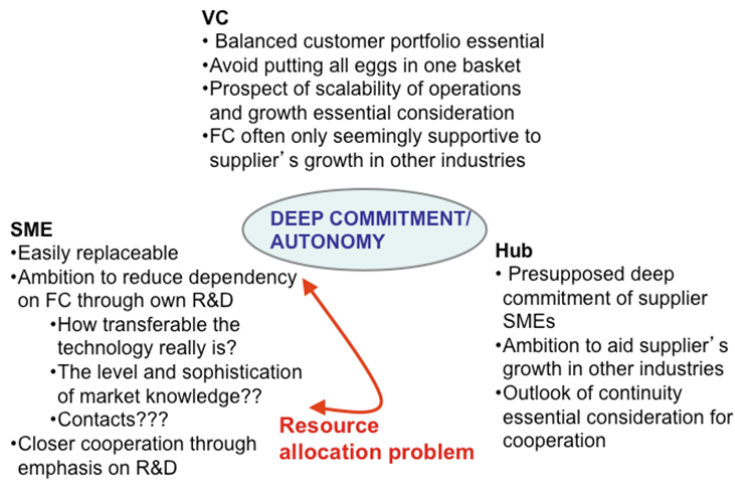 VC
• Balanced customer portfolio essential
•Avoid putting all eggs in one basket
•Prospect of scalability of operations
and growth essential consideration
•FC often only seemingly supportive to
supplier's growth in other industries
DEEP COMMITMENT/
AUTONOMY
SME
•Easily replaceable
•Ambition to reduce dependency
on FC through own R&D
•How transferable the
technology really is?
•The level and sophistication
of market knowledge??
•Contacts???
•Closer cooperation through
emphasis on R&D
Hub
• Presupposed deep
commitment of supplier
SMEs
•Ambition to aid supplier's
growth in other industries
•Outlook of continuity
essential consideration for
cooperation
Resource
allocation problem